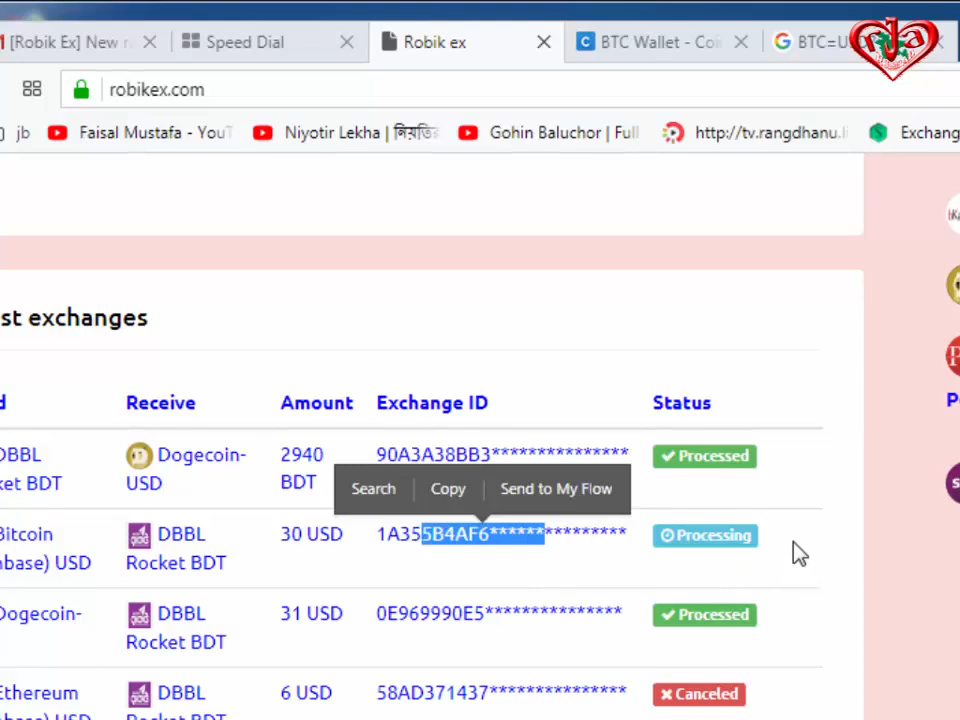 [Robik Ex] New
Speed Dial
Robik ex
BTC Wallet - Coi
BTC=U
robikex.com
jb
Faisal Mustafa - YouT
Niyotir Lekha | নিয়তির
Gohin Baluchor | Full
http://tv.rangdhanu.li
Exchang
st exchanges
Receive
Amount
Exchange ID
Status
DBBL
ket BDT
Dogecoin-
USD
2940
BDT
90A3A38BB3***************
Processed
Search
Copy
Send to My Flow
Bitcoin
nbase) USD
DBBL
Rocket BDT
30 USD
1A355B4AF6***************
Processing
Dogecoin-
DBBL
Rocket BDT
31 USD
0E969990E5***************
Processed
Ethereum
DBBL
6 USD
58AD371437***************
Canceled